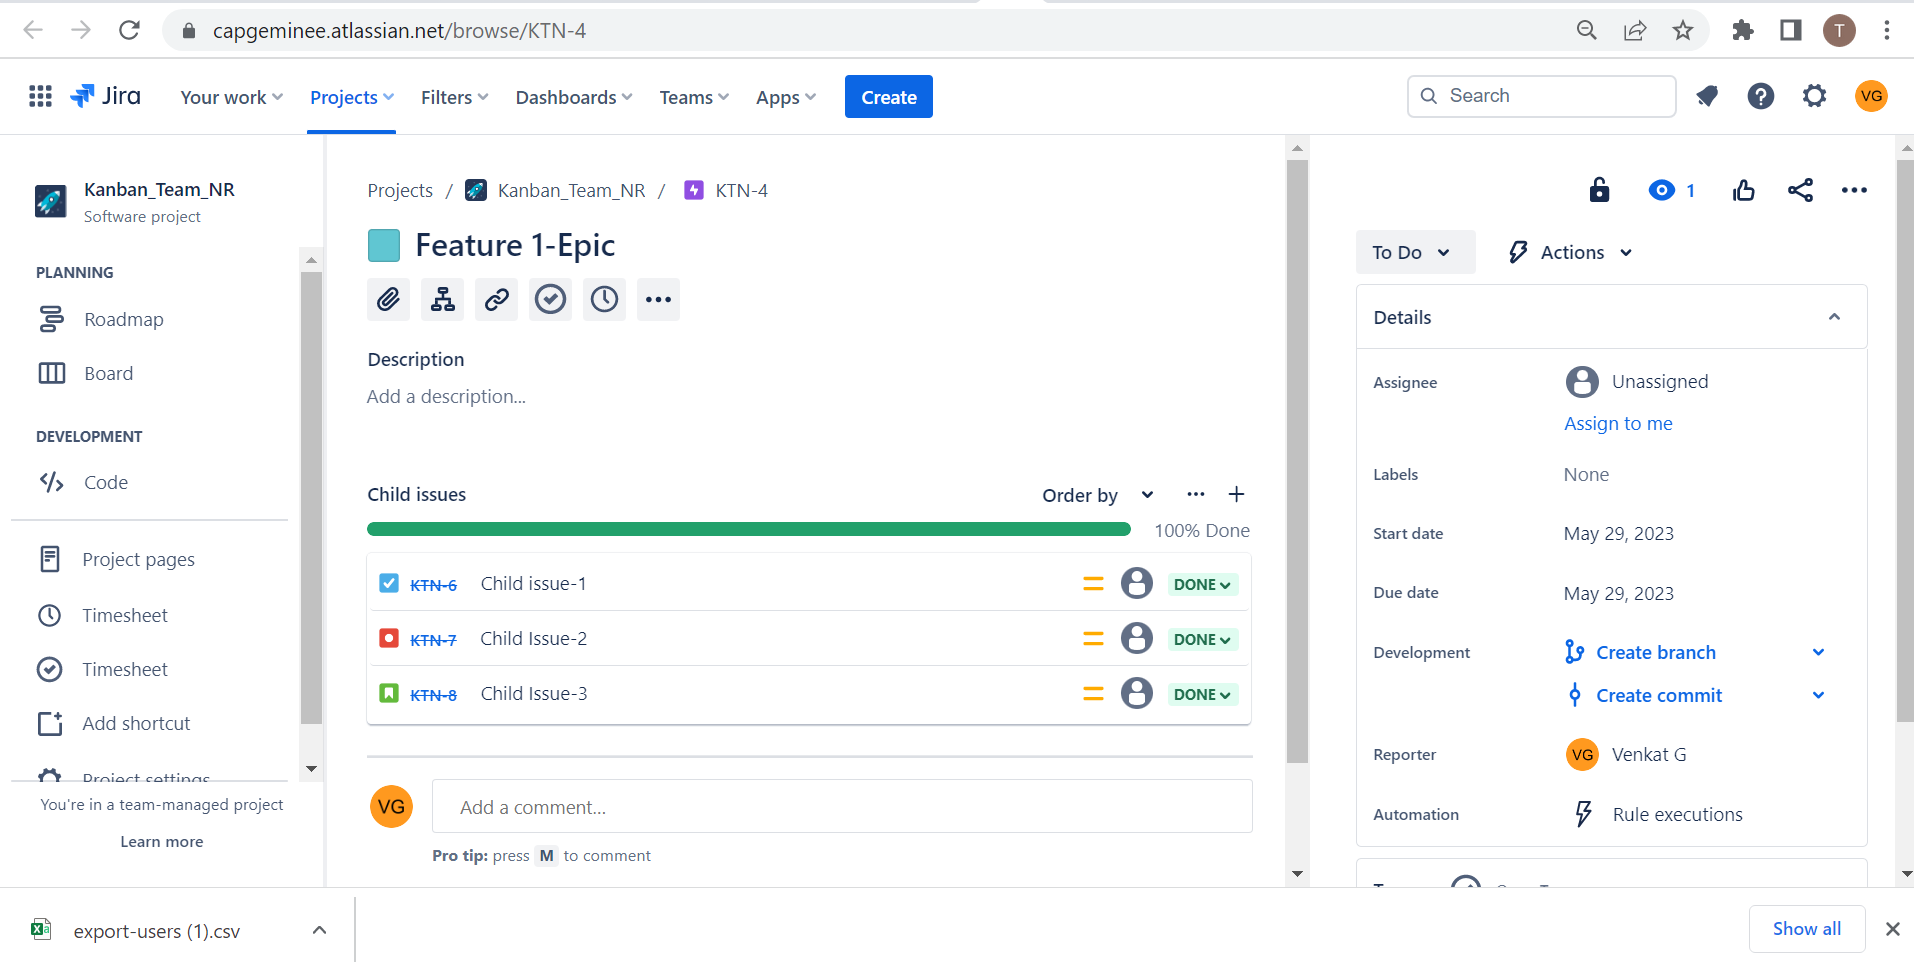 capgeminee.atlassian.net/browse/KTN-4
T
Jira
Your work
Projects
Filters
Dashboards
Teams
Apps
Create
Search
VG
Kanban_Team_NR
Software project
PLANNING
Roadmap
Board
DEVELOPMENT
Code
Project pages
Timesheet
Timesheet
Add shortcut
Project settings
You're in a team-managed project
Learn more
Projects / Kanban_Team_NR / KTN-4
Feature 1-Epic
Description
Add a description...
Child issues
Order by
100% Done
KTN-6 Child issue-1 DONE
KTN-7 Child Issue-2 DONE
KTN-8 Child Issue-3 DONE
VG
Add a comment...
Pro tip: press M to comment
1
To Do
Actions
Details
Assignee
Unassigned
Assign to me
Labels
None
Start date
May 29, 2023
Due date
May 29, 2023
Development
Create branch
Create commit
Reporter
VG Venkat G
Automation
Rule executions
export-users (1).csv
Show all